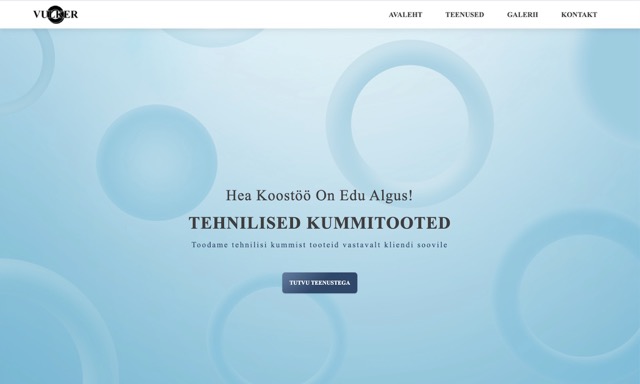 VULKER
AVALEHT TEENUSED GALERII KONTAKT
Hea Koostöö On Edu Algus!
TEHNILISED KUMMITOOTED
Toodame tehnilisi kummist tooteid vastavalt kliendi soovile
TUTVU TEENUSTEGA